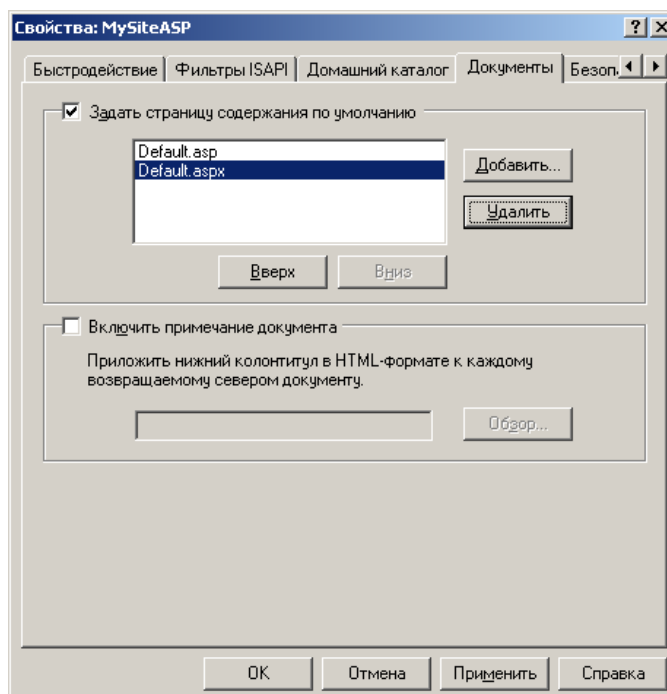 Свойства: MySiteASP
Быстродействие Фильтры ISAPI Домашний каталог Документы
Задать страницу содержания по умолчанию
Default.asp
Default.aspx
Добавить...
Удалить
Вверх Вниз
Включить примечание документа
Приложить нижний колонтитул в HTML-формате к каждому
возвращаемому севером документу.
Обзор...
OK Отмена Применить Справка